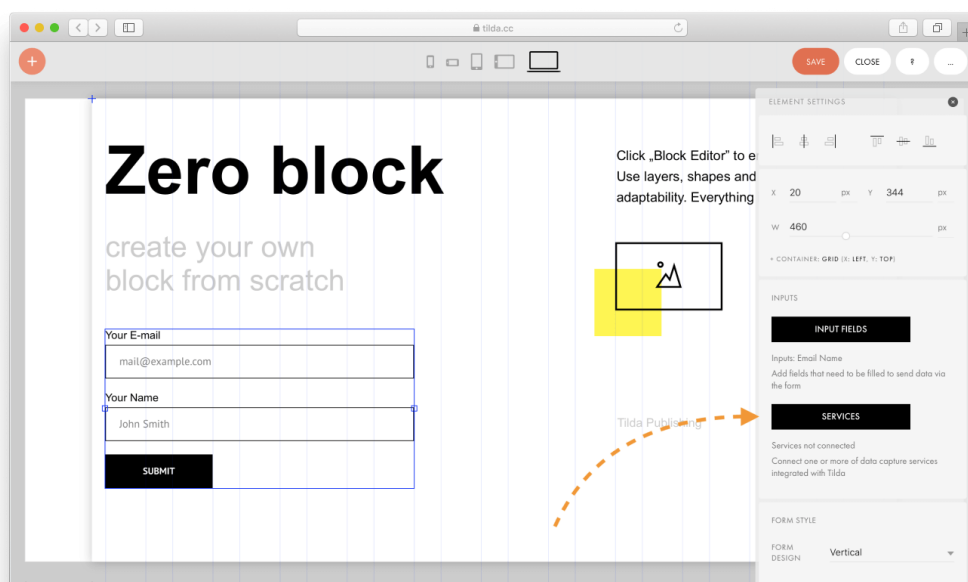 tilda.cc
SAVE
CLOSE
?
...
ELEMENT SETTINGS
Zero block
create your own
block from scratch
Click „Block Editor” to e
Use layers, shapes and
adaptability. Everything
X 20 px Y 344 px
W 460 px
+ CONTAINER: GRID (X: LEFT, Y: TOP)
INPUTS
INPUT FIELDS
Inputs: Email Name
Add fields that need to be filled to send data via
the form
SERVICES
Services not connected
Connect one or more of data capture services
integrated with Tilda
FORM STYLE
FORM
DESIGN
Vertical
Your E-mail
mail@example.com
Your Name
John Smith
SUBMIT
Tilda Publishing